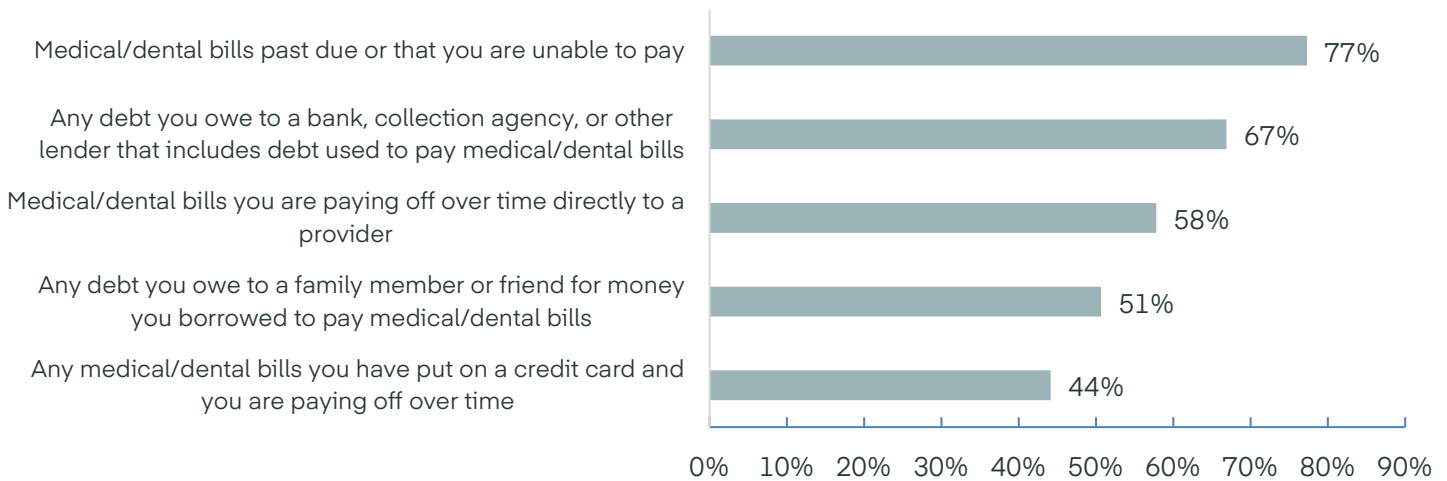 Medical/dental bills past due or that you are unable to pay
77%
Any debt you owe to a bank, collection agency, or other
lender that includes debt used to pay medical/dental bills
67%
Medical/dental bills you are paying off over time directly to a
provider
58%
Any debt you owe to a family member or friend for money
you borrowed to pay medical/dental bills
51%
Any medical/dental bills you have put on a credit card and
you are paying off over time
44%
0% 10% 20% 30% 40% 50% 60% 70% 80% 90%